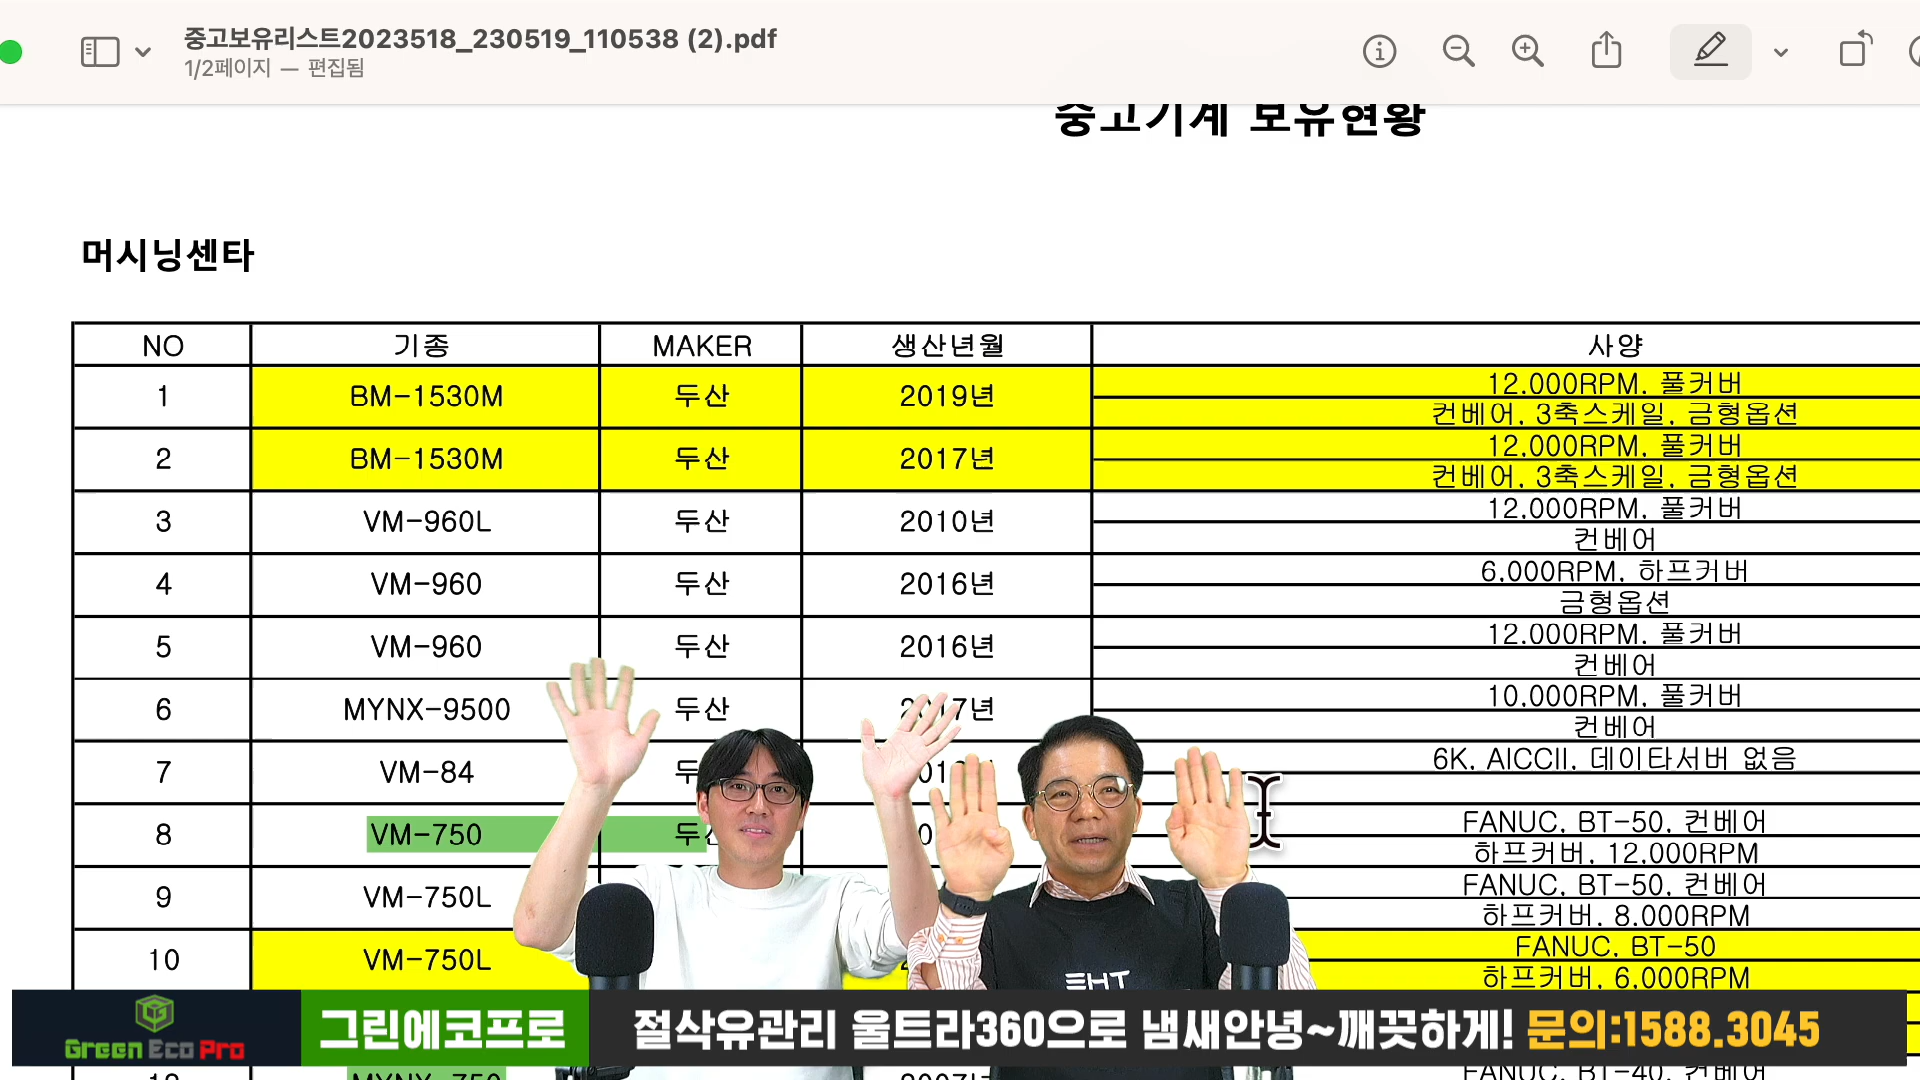 중고보유리스트2023518_230519_110538 (2).pdf
1/2페이지 — 편집됨
중고기계 보유현황
머시닝센타
NO 기종 MAKER 생산년월 사양
1 BM-1530M 두산 2019년 12.000RPM, 풀커버
컨베어, 3축스케일, 금형옵션
2 BM-1530M 두산 2017년 12,000RPM, 풀커버
컨베어, 3축스케일, 금형옵션
3 VM-960L 두산 2010년 12,000RPM, 풀커버
컨베어
4 VM-960 두산 2016년 6,000RPM, 하프커버
금형옵션
5 VM-960 두산 2016년 12,000RPM, 풀커버
컨베어
6 MYNX-9500 두산 10,000RPM, 풀커버
컨베어
7 VM-84 6K, AICCII, 데이타서버 없음
8 VM-750 FANUC, BT-50, 컨베어
하프커버, 12,000RPM
9 VM-750L FANUC, BT-50, 컨베어
하프커버, 8,000RPM
10 VM-750L FANUC, BT-50
하프커버, 6,000RPM
EHT
Green Eco Pro
그린에코프로
절삭유관리 울트라360으로 냄새안녕~깨끗하게! 문의:1588.3045
MYNX-750
FANUC, BT-40, 컨베어